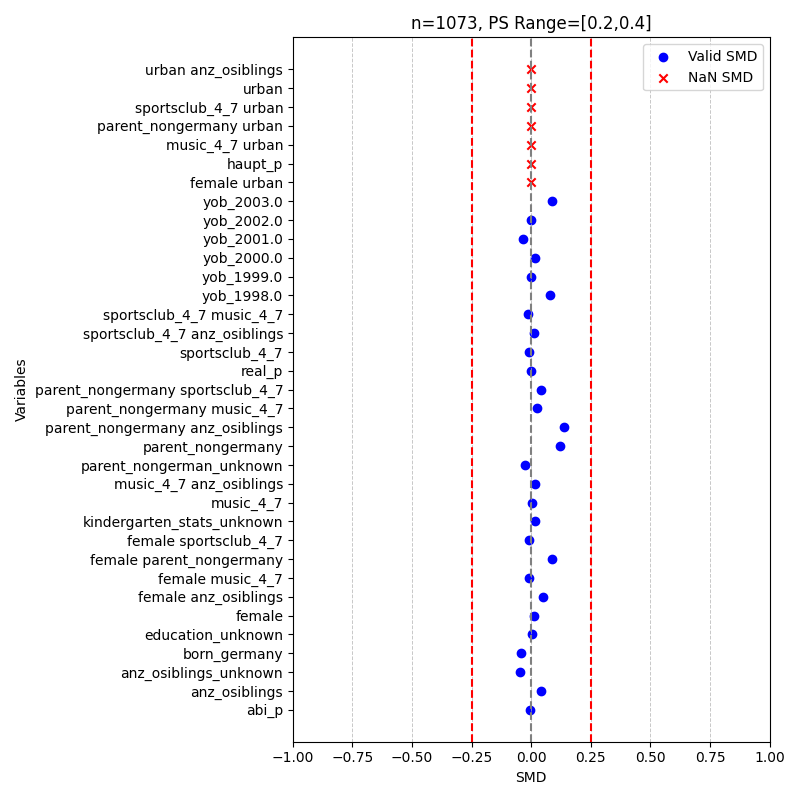 n=1073, PS Range=[0.2,0.4]
Valid SMD
NaN SMD
urban anz_osiblings
urban
sportsclub_4_7 urban
parent_nongermany urban
music_4_7 urban
haupt_p
female urban
yob_2003.0
yob_2002.0
yob_2001.0
yob_2000.0
yob_1999.0
yob_1998.0
sportsclub_4_7 music_4_7
sportsclub_4_7 anz_osiblings
sportsclub_4_7
real_p
parent_nongermany sportsclub_4_7
parent_nongermany music_4_7
parent_nongermany anz_osiblings
parent_nongermany
parent_nongerman_unknown
music_4_7 anz_osiblings
music_4_7
kindergarten_stats_unknown
female sportsclub_4_7
female parent_nongermany
female music_4_7
female anz_osiblings
female
education_unknown
born_germany
anz_osiblings_unknown
anz_osiblings
abi_p
Variables
−1.00 −0.75 −0.50 −0.25 0.00 0.25 0.50 0.75 1.00
SMD